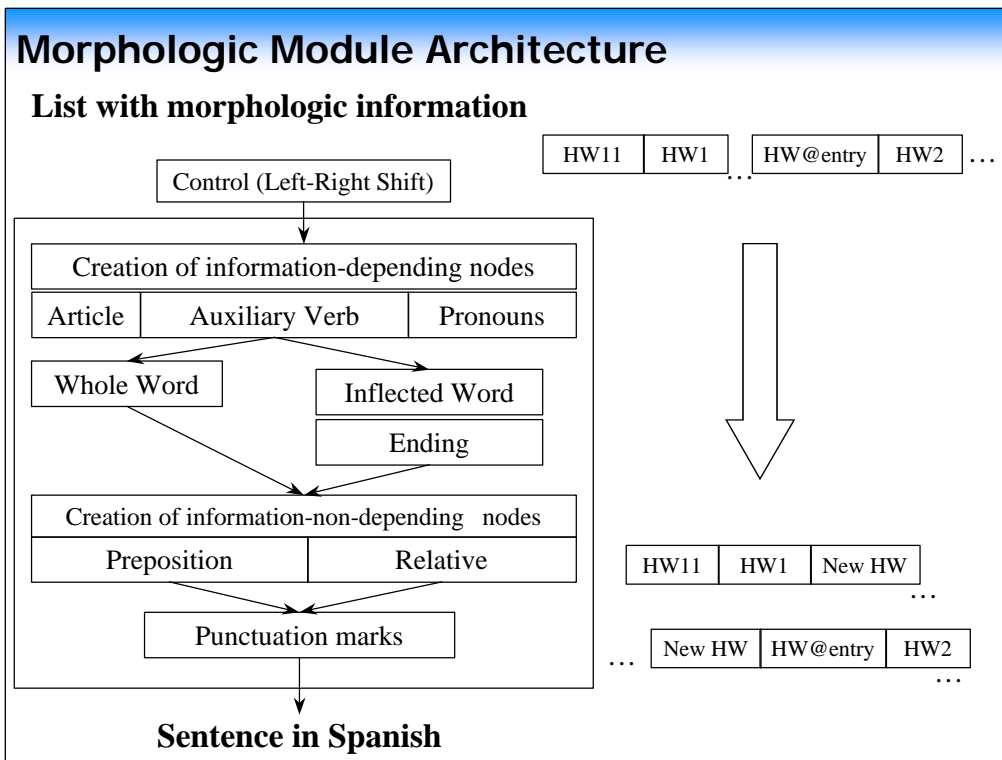 Morphologic Module Architecture
List with morphologic information
HW11 HW1 … HW@entry HW2 …
Control (Left-Right Shift)
Creation of information-depending nodes
Article Auxiliary Verb Pronouns
Whole Word
Inflected Word
Ending
Creation of information-non-depending nodes
Preposition Relative
Punctuation marks
Sentence in Spanish
HW11 HW1 New HW …
… New HW HW@entry HW2 …